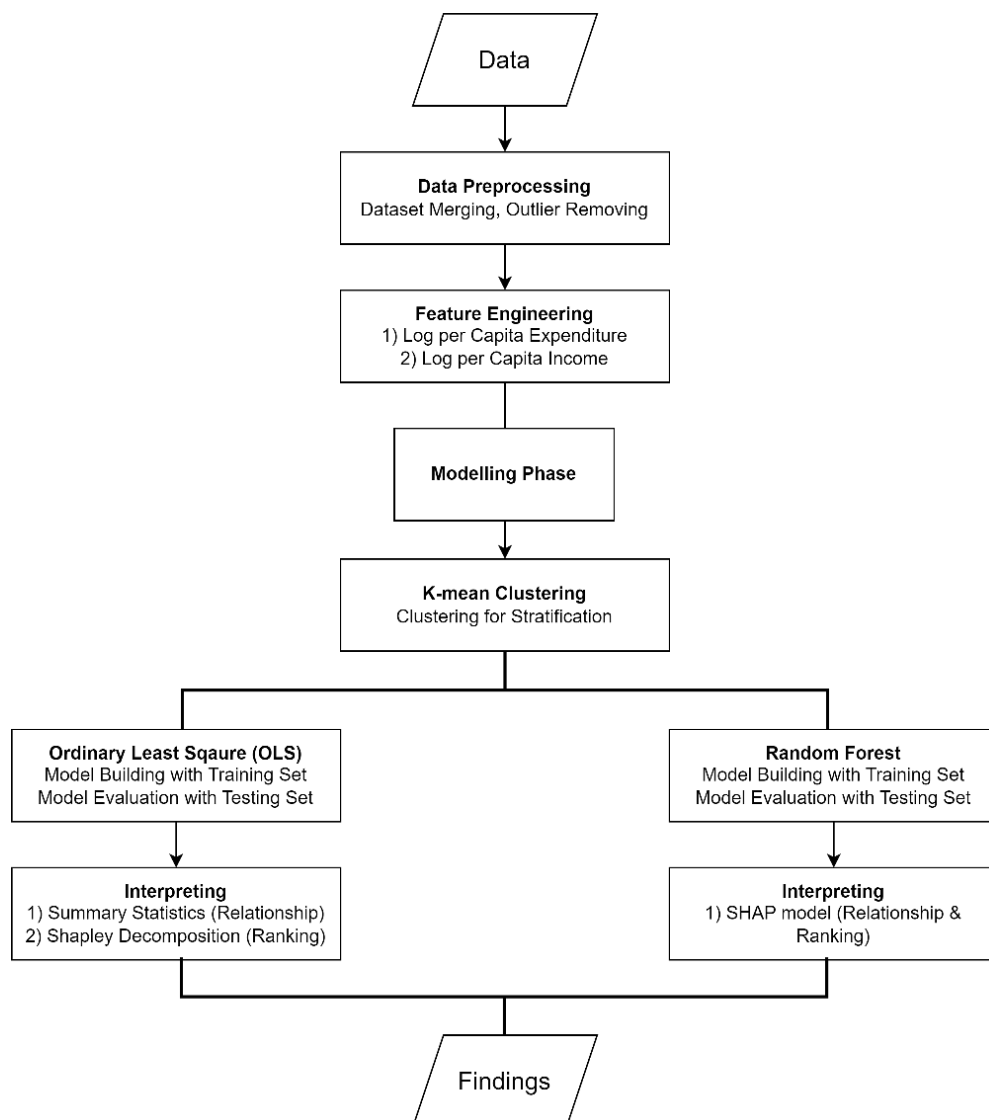 Data
Data Preprocessing
Dataset Merging, Outlier Removing
Feature Engineering
1) Log per Capita Expenditure
2) Log per Capita Income
Modelling Phase
K-mean Clustering
Clustering for Stratification
Ordinary Least Sqaure (OLS)
Model Building with Training Set
Model Evaluation with Testing Set
Random Forest
Model Building with Training Set
Model Evaluation with Testing Set
Interpreting
1) Summary Statistics (Relationship)
2) Shapley Decomposition (Ranking)
Interpreting
1) SHAP model (Relationship &
Ranking)
Findings